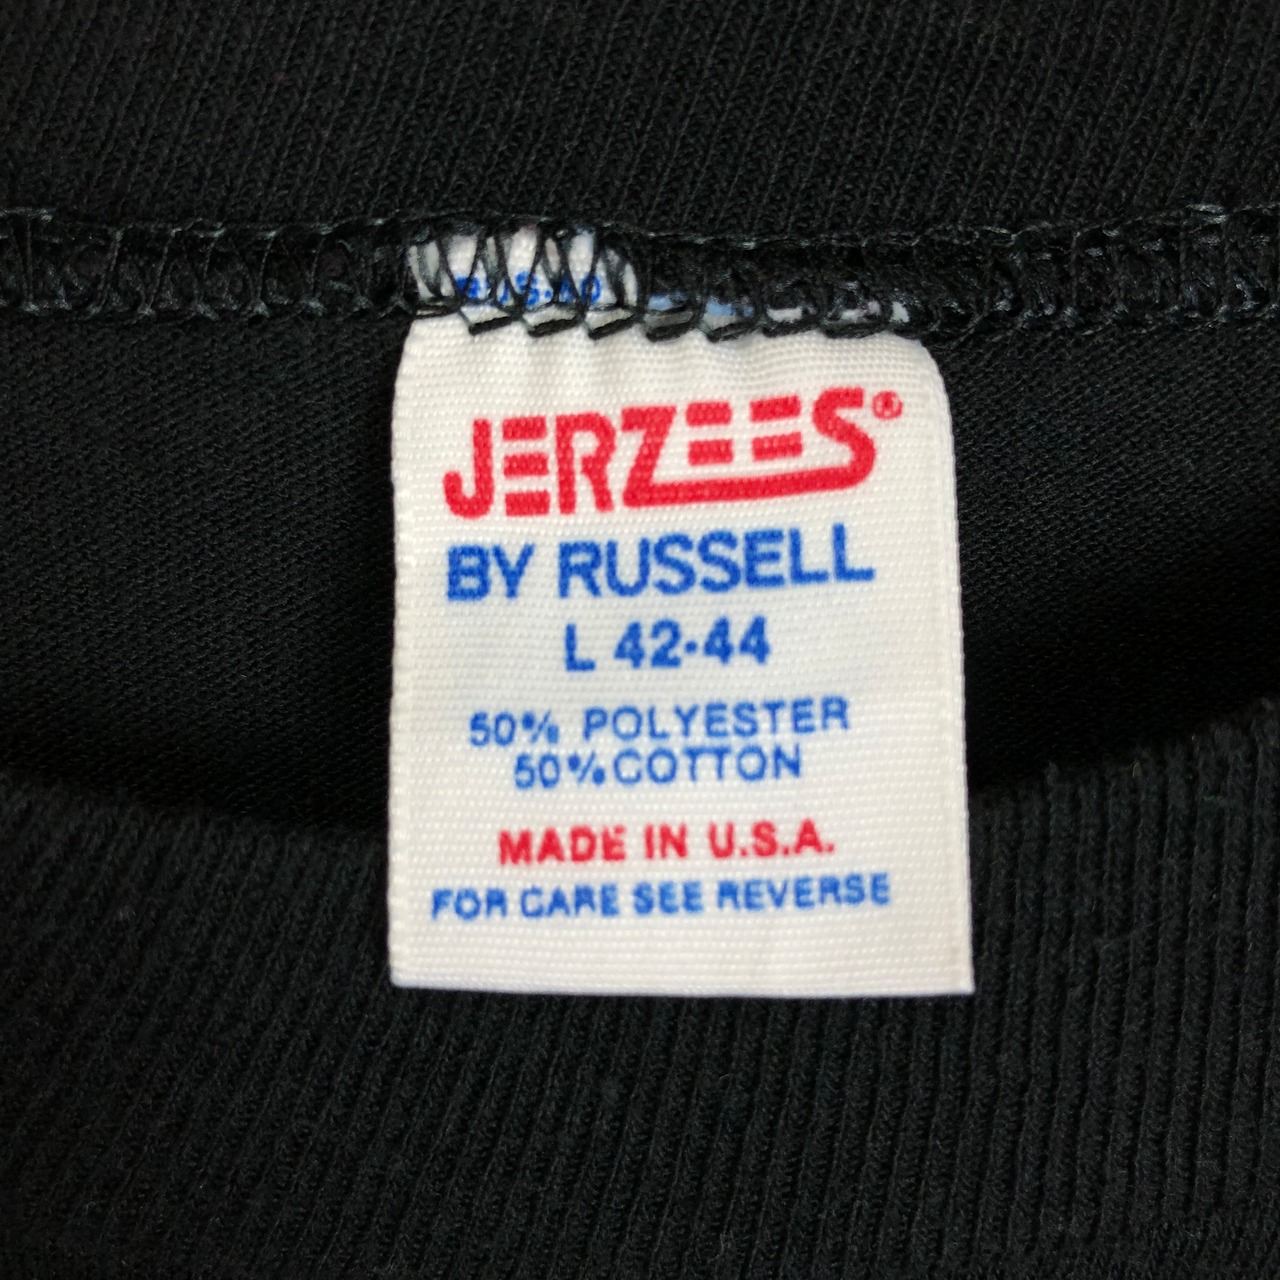 JERZEES®
BY RUSSELL
L 42-44
50% POLYESTER
50% COTTON
MADE IN U.S.A.
FOR CARE SEE REVERSE